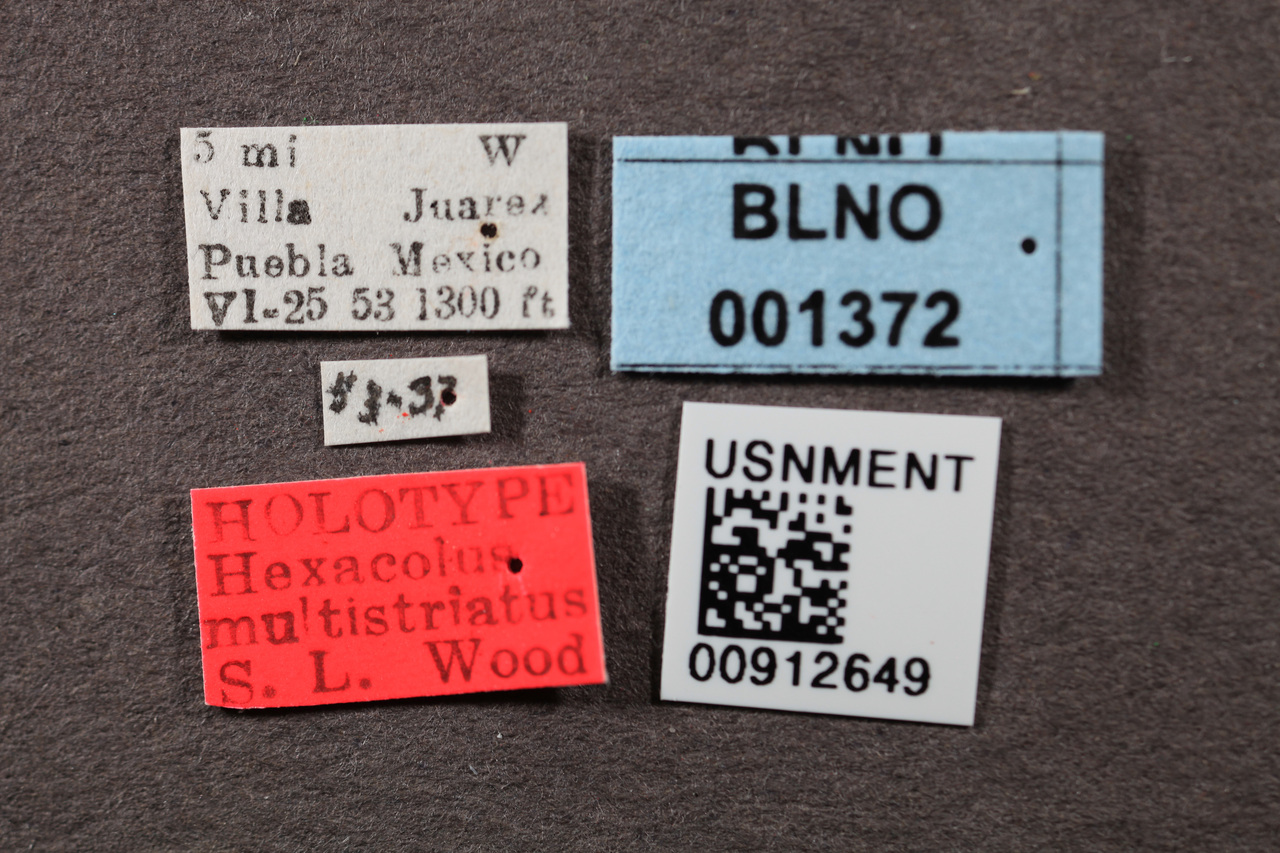 5 mi W
Villa Juarez
Puebla Mexico
VI-25 53 1300 ft
HOLOTYPE
Hexacolus
multistriatus
S. L. Wood
BLNO
001372
USNMENT
00912649